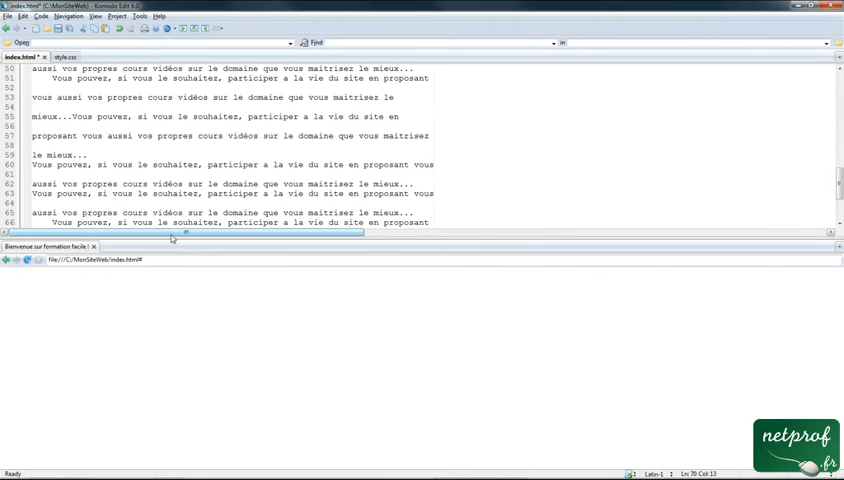 index.html* (C:\MonSiteWeb) - Komodo Edit 6.0
File Edit Code Navigation View Project Tools Help
Open Find in
index.html * style.css
50 aussi vos propres cours vidéos sur le domaine que vous maitrisez le mieux...
51 Vous pouvez, si vous le souhaitez, participer a la vie du site en proposant
52
53 vous aussi vos propres cours vidéos sur le domaine que vous maitrisez le
54
55 mieux...Vous pouvez, si vous le souhaitez, participer a la vie du site en
56
57 proposant vous aussi vos propres cours vidéos sur le domaine que vous maitrisez
58
59 le mieux...
60 Vous pouvez, si vous le souhaitez, participer a la vie du site en proposant vous
61
62 aussi vos propres cours vidéos sur le domaine que vous maitrisez le mieux...
63 Vous pouvez, si vous le souhaitez, participer a la vie du site en proposant vous
64
65 aussi vos propres cours vidéos sur le domaine que vous maitrisez le mieux...
66 Vous pouvez, si vous le souhaitez, participer a la vie du site en proposant
Bienvenue sur formation facile !
file:///C:/MonSiteWeb/index.html#
netprof
.fr
Ready Latin-1 Ln: 70 Col: 13